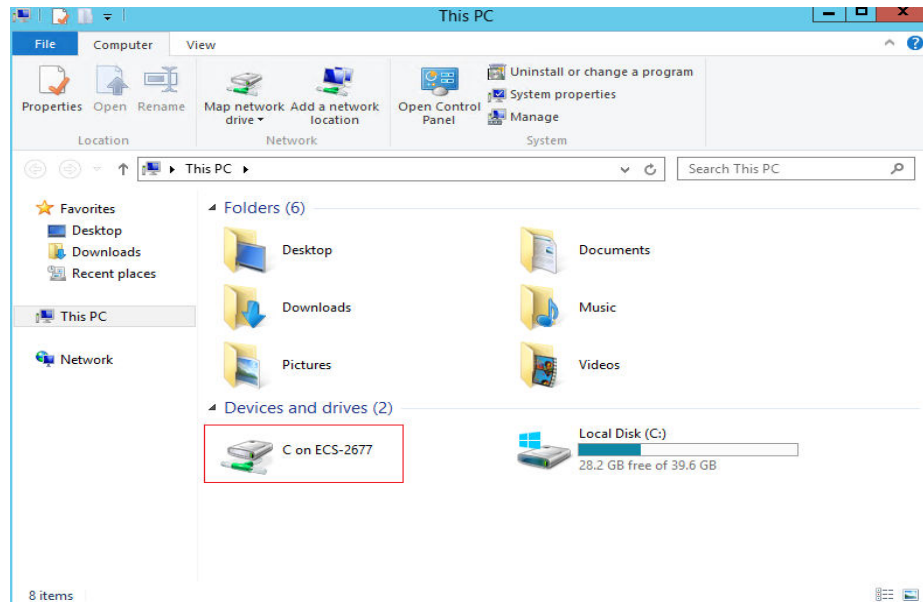 This PC
File Computer View
Properties Open Rename
Map network drive
Add a network location
Open Control Panel
Uninstall or change a program
System properties
Manage
Location Network System
This PC
Search This PC
Favorites
Desktop
Downloads
Recent places
This PC
Network
Folders (6)
Desktop
Documents
Downloads
Music
Pictures
Videos
Devices and drives (2)
C on ECS-2677
Local Disk (C:)
28.2 GB free of 39.6 GB
8 items